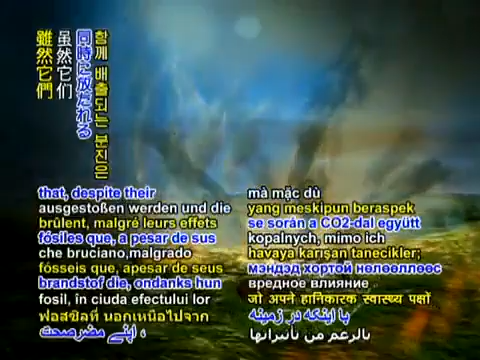 雖然它們
虽然它们
同時に放たれる
함께 배출되는 분진은
that, despite their
ausgestoßen werden und die
brûlent, malgré leurs effets
fósiles que, a pesar de sus
che bruciano,malgrado
fósseis que, apesar de seus
brandstof die, ondanks hun
fosil, în ciuda efectului lor
ฟอสซิลที่ นอกเหนือไปจาก
، اپنے مضر صحت
mà mặc dù
yang meskipun beraspek
se során a CO2-dal együtt
kopalnych, mimo ich
havaya karışan tanecikler;
мэндэд хортой нөлөөллөөс
вредное влияние
जो अपने हानिकारक स्वास्थ्य पक्षों
با اینکه در زمینه
بالرغم من تأثيراتها